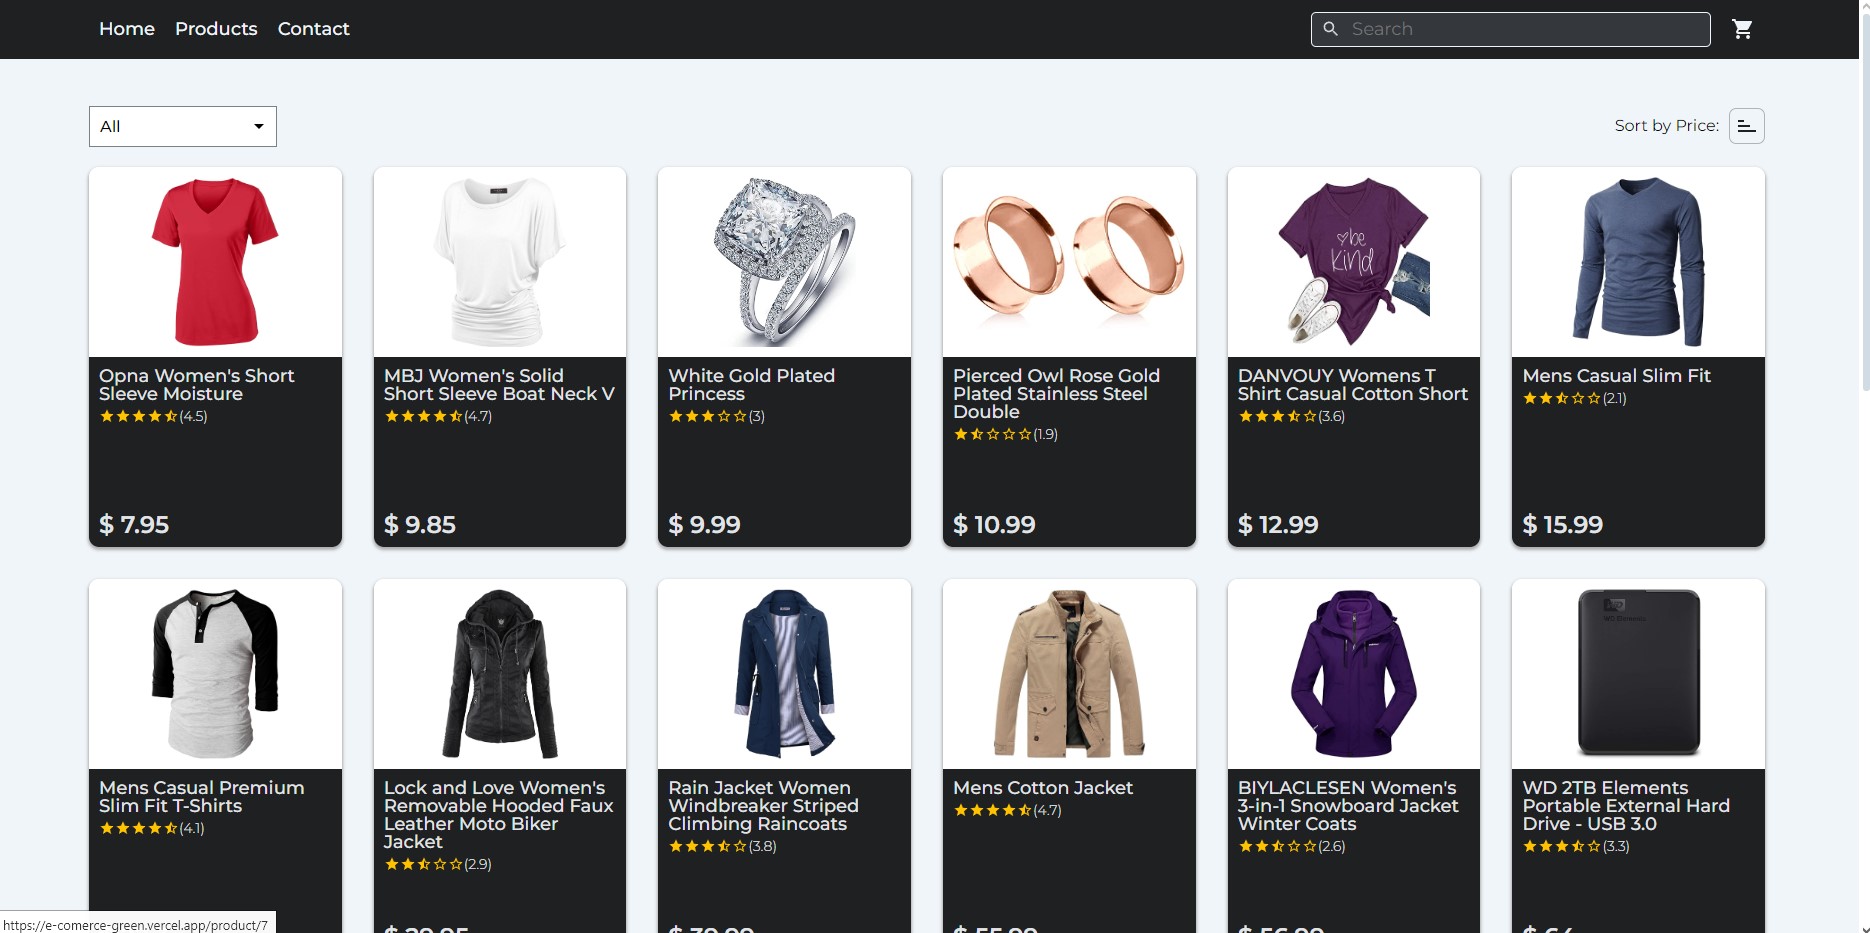 Home Products Contact
Search
All
Sort by Price:
be
kind
Opna Women's Short
Sleeve Moisture
(4.5)
$ 7.95
MBJ Women's Solid
Short Sleeve Boat Neck V
(4.7)
$ 9.85
White Gold Plated
Princess
(3)
$ 9.99
Pierced Owl Rose Gold
Plated Stainless Steel
Double
(1.9)
$ 10.99
DANVOUY Womens T
Shirt Casual Cotton Short
(3.6)
$ 12.99
Mens Casual Slim Fit
(2.1)
$ 15.99
WD
WD Elements
Mens Casual Premium
Slim Fit T-Shirts
(4.1)
Lock and Love Women's
Removable Hooded Faux
Leather Moto Biker
Jacket
(2.9)
Rain Jacket Women
Windbreaker Striped
Climbing Raincoats
(3.8)
Mens Cotton Jacket
(4.7)
BIYLACLESEN Women's
3-in-1 Snowboard Jacket
Winter Coats
(2.6)
WD 2TB Elements
Portable External Hard
Drive - USB 3.0
(3.3)
https://e-comerce-green.vercel.app/product/7